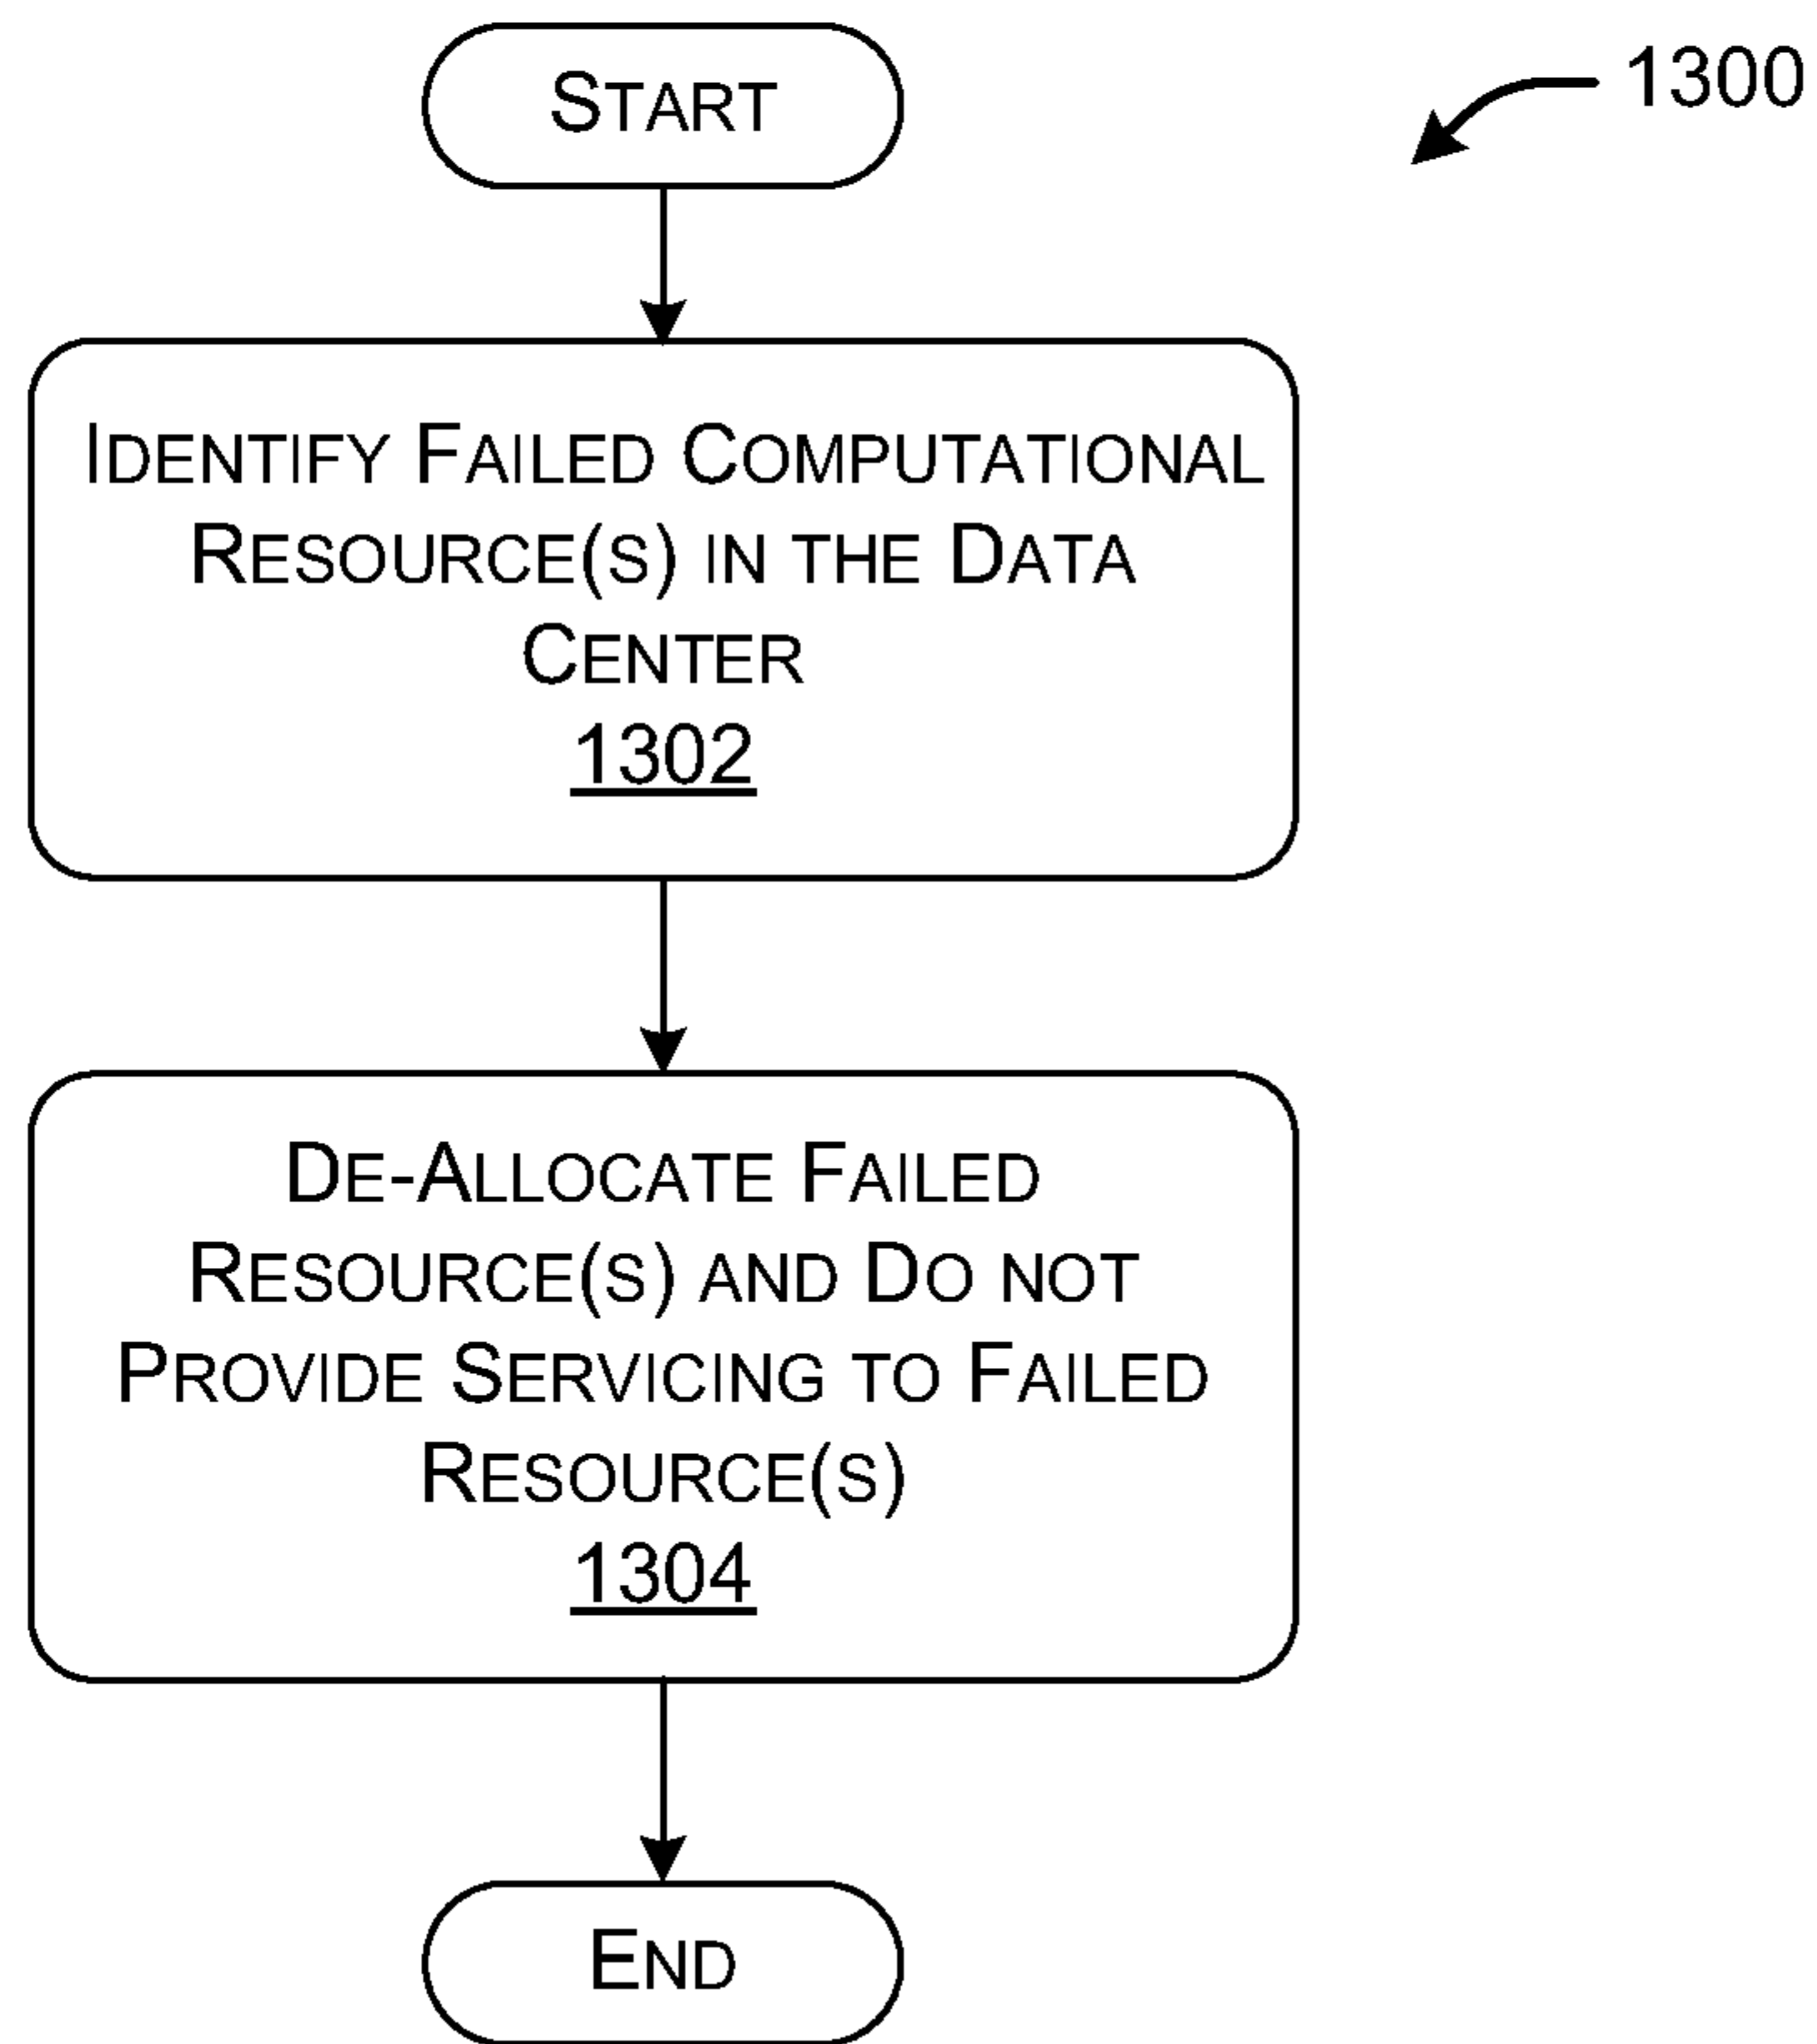 START
1300
IDENTIFY FAILED COMPUTATIONAL
RESOURCE(S) IN THE DATA
CENTER
1302
DE-ALLOCATE FAILED
RESOURCE(S) AND DO NOT
PROVIDE SERVICING TO FAILED
RESOURCE(S)
1304
END